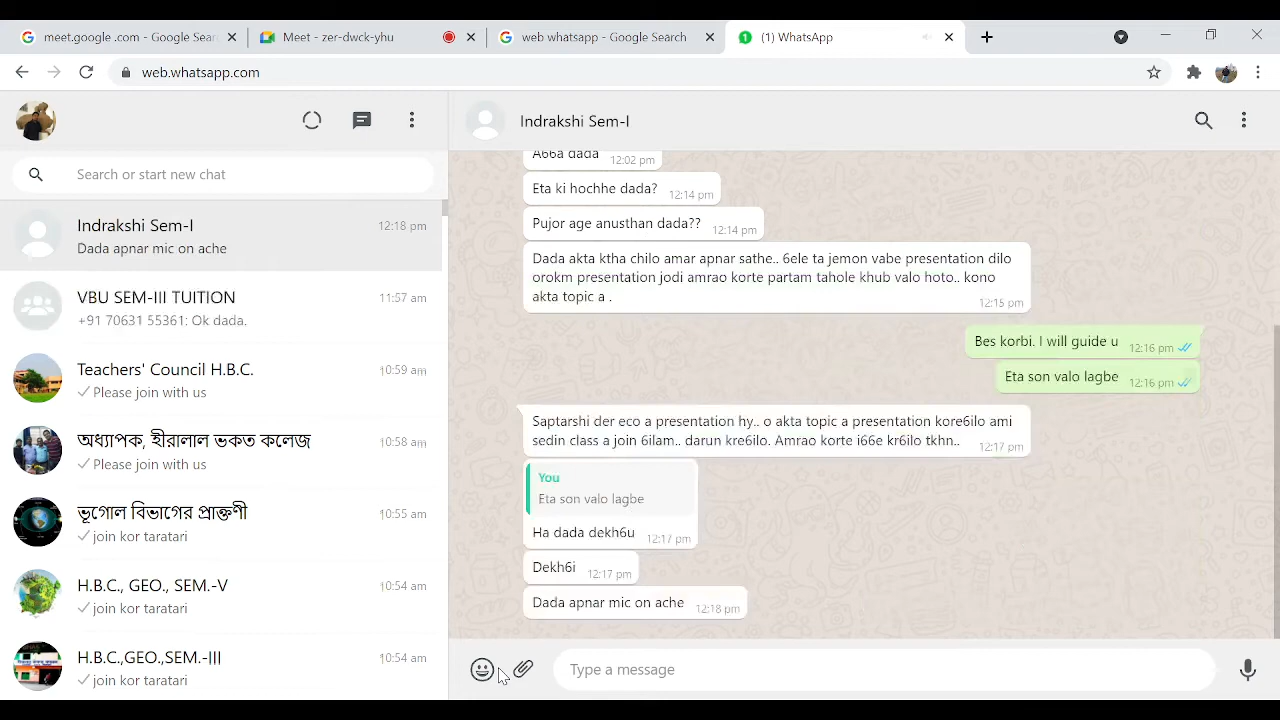 meet.google .com - Google Sear
Meet - zer-dwck-yhu
web whatsapp - Google Search
(1) WhatsApp
web.whatsapp.com
Indrakshi Sem-I
Search or start new chat
Indrakshi Sem-I 12:18 pm
Dada apnar mic on ache
VBU SEM-III TUITION 11:57 am
+91 70631 55361: Ok dada.
Teachers' Council H.B.C. 10:59 am
Please join with us
অধ্যাপক, হীরালাল ভকত কলেজ 10:58 am
Please join with us
ভূগোল বিভাগের প্রাক্তণী 10:55 am
join kor taratari
H.B.C., GEO., SEM.-V 10:54 am
join kor taratari
H.B.C.,GEO.,SEM.-III 10:54 am
join kor taratari
A66a dada 12:02 pm
Eta ki hochhe dada? 12:14 pm
Pujor age anusthan dada?? 12:14 pm
Dada akta ktha chilo amar apnar sathe.. 6ele ta jemon vabe presentation dilo
orokm presentation jodi amrao korte partam tahole khub valo hoto.. kono
akta topic a . 12:15 pm
Bes korbi. I will guide u 12:16 pm
Eta son valo lagbe 12:16 pm
Saptarshi der eco a presentation hy.. o akta topic a presentation kore6ilo ami
sedin class a join 6ilam.. darun kre6ilo. Amrao korte i66e kr6ilo tkhn.. 12:17 pm
You
Eta son valo lagbe
Ha dada dekh6u 12:17 pm
Dekh6i 12:17 pm
Dada apnar mic on ache 12:18 pm
Type a message